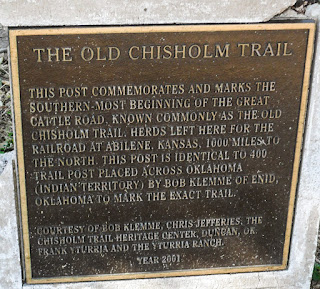 THE OLD CHISHOLM TRAIL
THIS POST COMMEMORATES AND MARKS THE
SOUTHERN-MOST BEGINNING OF THE GREAT
CATTLE ROAD, KNOWN COMMONLY AS THE OLD
CHISHOLM TRAIL. HERDS LEFT HERE FOR THE
RAILROAD AT ABILENE, KANSAS, 1000 MILES TO
THE NORTH. THIS POST IS IDENTICAL TO 400
TRAIL POST PLACED ACROSS OKLAHOMA
(INDIAN TERRITORY) BY BOB KLEMME OF ENID,
OKLAHOMA TO MARK THE EXACT TRAIL.
COURTESY OF BOB KLEMME, CHRIS JEFFERIES, THE
CHISHOLM TRAIL HERITAGE CENTER, DUNCAN, OK.
FRANK YTURRIA AND THE YTURRIA RANCH.
YEAR 2001